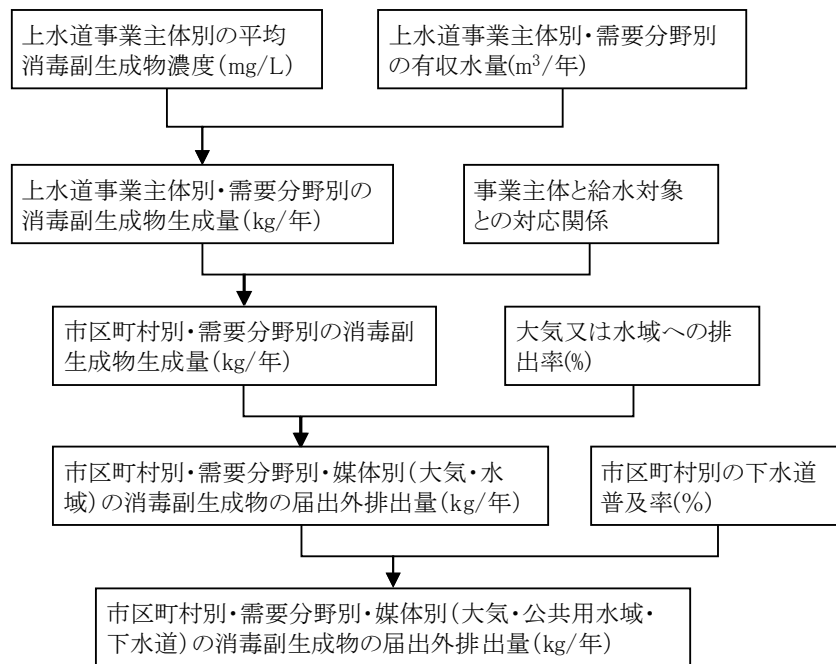 上水道事業主体別の平均
消毒副生成物濃度(mg/L)
上水道事業主体別・需要分野別
の有収水量(m³/年)
上水道事業主体別・需要分野別の
消毒副生成物生成量(kg/年)
事業主体と給水対象
との対応関係
市区町村別・需要分野別の消毒副
生成物生成量(kg/年)
大気又は水域への排
出率(%)
市区町村別・需要分野別・媒体別(大気・水
域)の消毒副生成物の届出外排出量(kg/年)
市区町村別の下水道
普及率(%)
市区町村別・需要分野別・媒体別(大気・公共用水域・
下水道)の消毒副生成物の届出外排出量(kg/年)